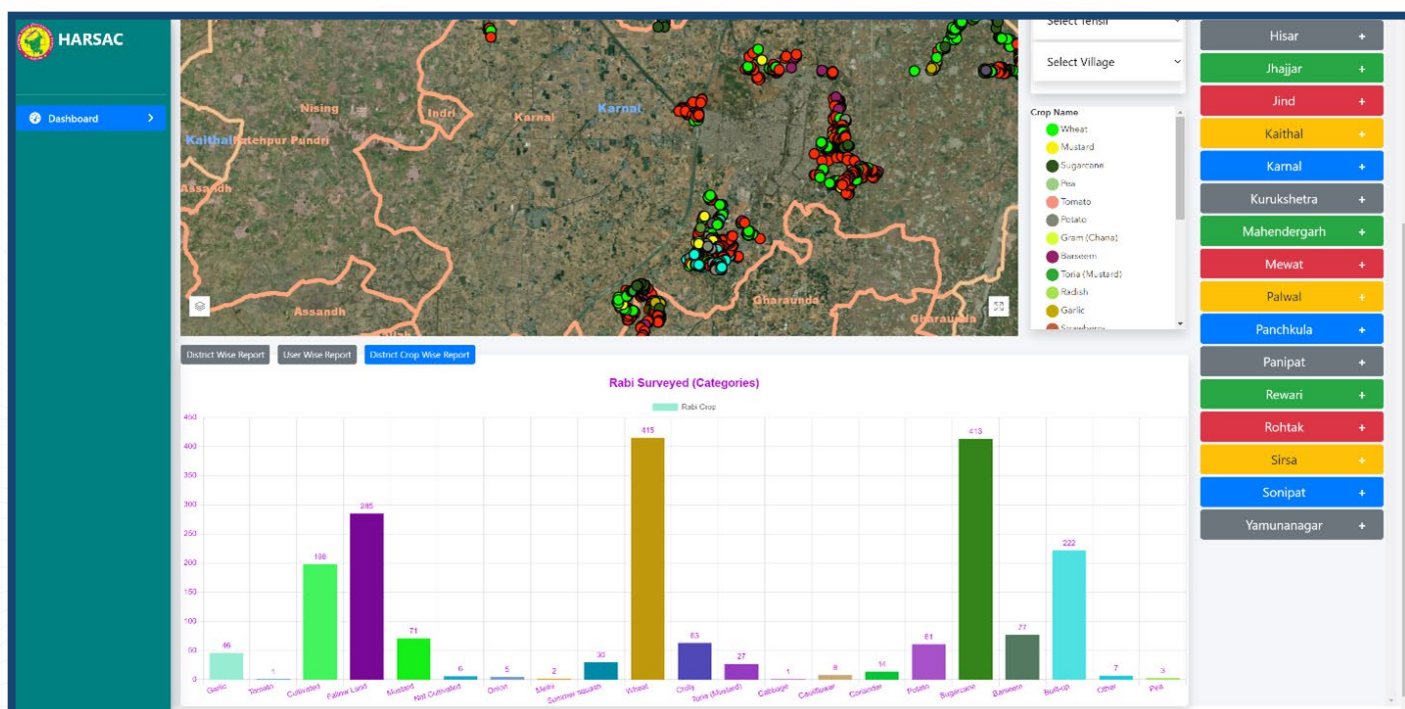 HARSAC
Dashboard
Nising
Indri
Karnal
Karnal
Kaithal
Fatehpur Pundri
Assandh
Assandh
Gharaunda
Gharaunda
Select Tehsil
Select Village
Crop Name
Wheat
Mustard
Sugarcane
Pea
Tomato
Potato
Gram (Chana)
Barseem
Toria (Mustard)
Radish
Garlic
Strawberry
Hisar +
Jhajjar +
Jind +
Kaithal +
Karnal +
Kurukshetra +
Mahendergarh +
Mewat +
Palwal +
Panchkula +
Panipat +
Rewari +
Rohtak +
Sirsa +
Sonipat +
Yamunanagar +
District Wise Report
User Wise Report
District Crop Wise Report
Rabi Surveyed (Categories)
Rabi Crop
450
400
350
300
250
200
150
100
50
0
1
198
285
71
6
5
2
415
63
27
1
8
14
61
413
77
222
7
3
Garlic
Tomato
Cultivated
Fallow Land
Mustard
Not Cultivated
Onion
Methi
Wheat
Chilly
Toria (Mustard)
Cabbage
Cauliflower
Coriander
Potato
Sugarcane
Barseem
Built-up
Other
Pea